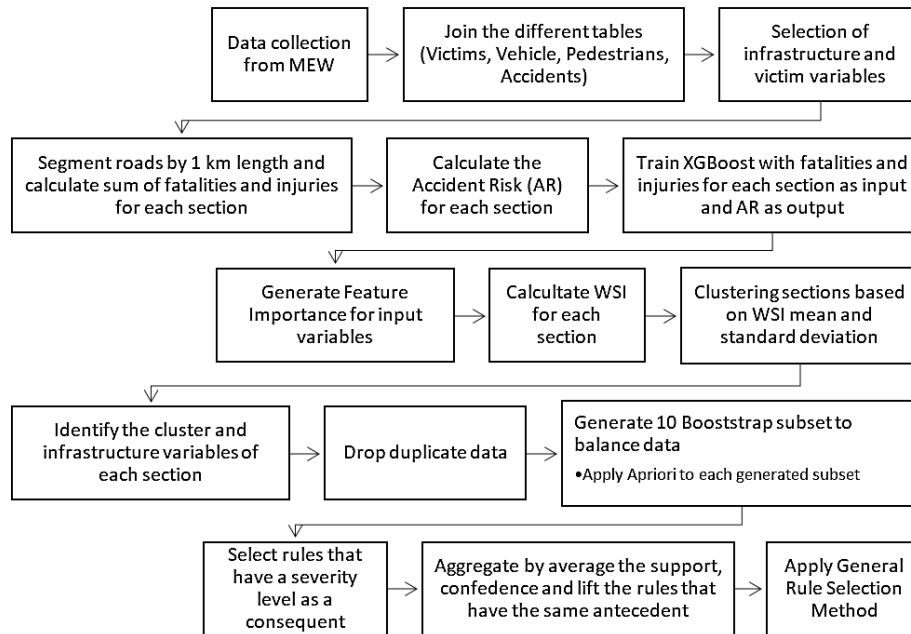 Data collection
from MEW
Join the different tables
(Victims, Vehicle, Pedestrians,
Accidents)
Selection of
infrastructure and
victim variables
Segment roads by 1 km length and
calculate sum of fatalities and injuries
for each section
Calculate the
Accident Risk (AR)
for each section
Train XGBoost with fatalities and
injuries for each section as input
and AR as output
Generate Feature
Importance for input
variables
Calcultate WSI
for each
section
Clustering sections based
on WSI mean and
standard deviation
Identify the cluster and
infrastructure variables of
each section
Drop duplicate data
Generate 10 Booststrap subset to
balance data
•Apply Apriori to each generated subset
Select rules that
have a severity
level as a
consequent
Aggregate by average the support,
confedence and lift the rules that
have the same antecedent
Apply General
Rule Selection
Method